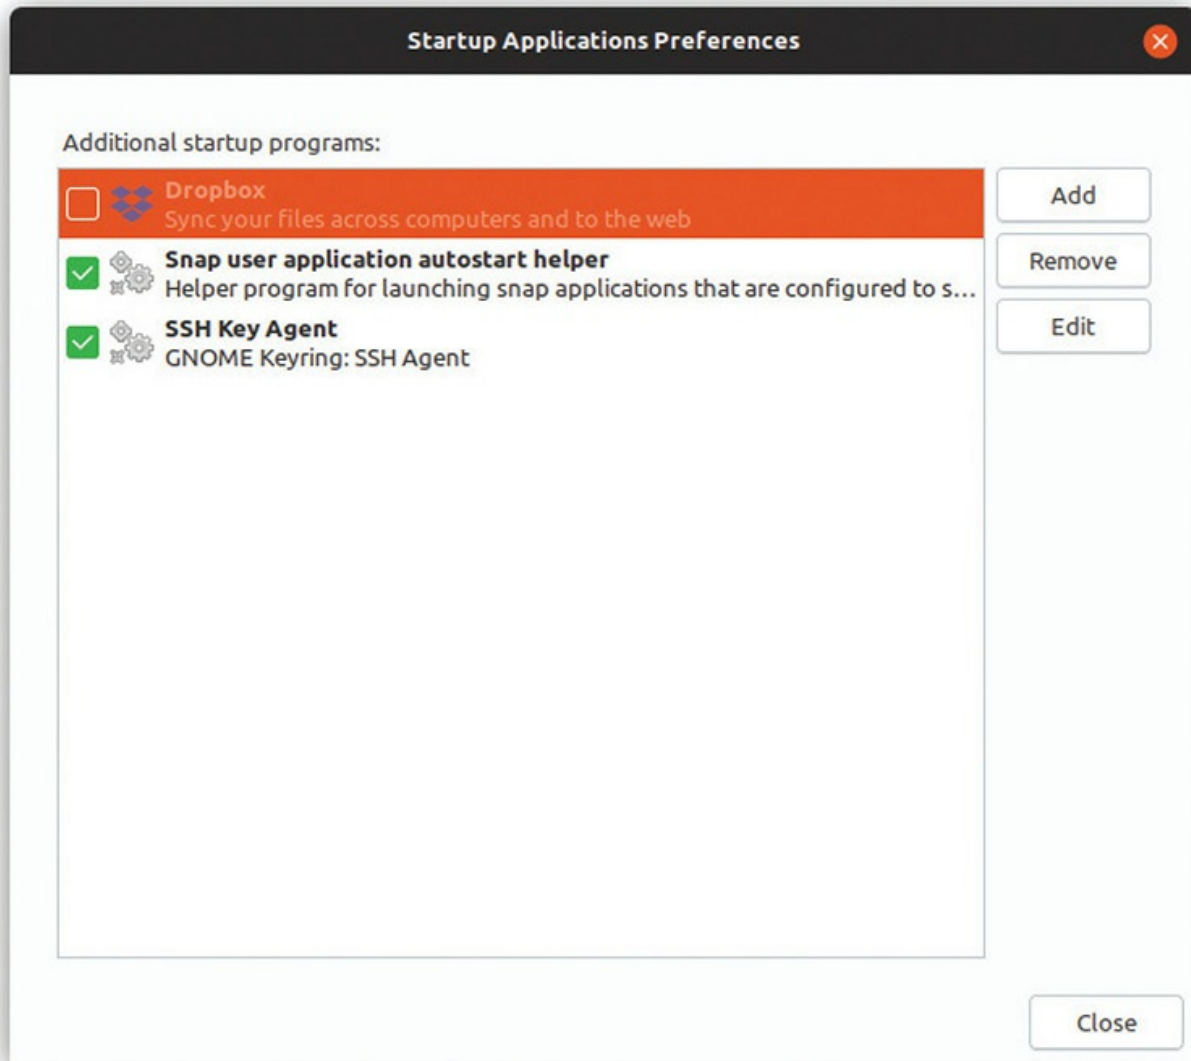 Startup Applications Preferences
Additional startup programs:
Dropbox
Sync your files across computers and to the web
Snap user application autostart helper
Helper program for launching snap applications that are configured to s...
SSH Key Agent
GNOME Keyring: SSH Agent
Add
Remove
Edit
Close